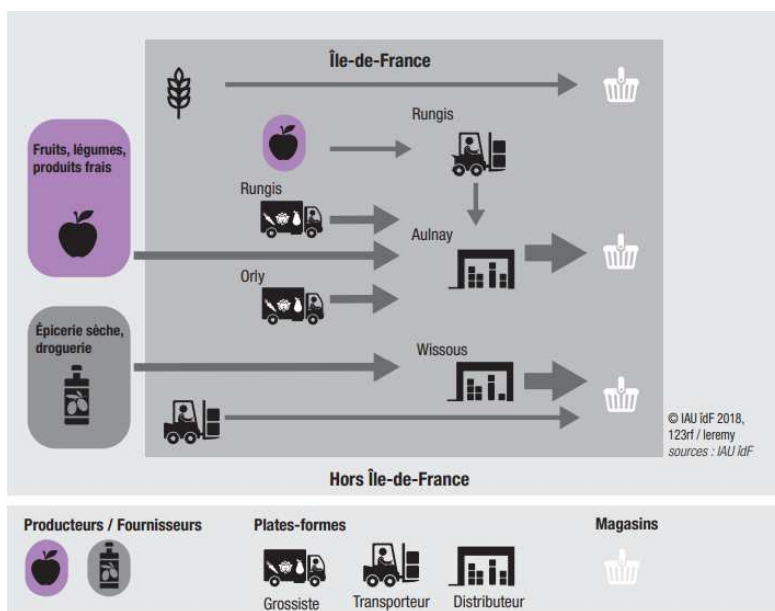 Île-de-France
Fruits, légumes,
produits frais
Rungis
Rungis
Aulnay
Orly
Épicerie sèche,
droguerie
Wissous
© IAU îdF 2018,
123rf / leremy
sources : IAU îdF
Hors Île-de-France
Producteurs / Fournisseurs
Plates-formes
Magasins
Grossiste
Transporteur
Distributeur